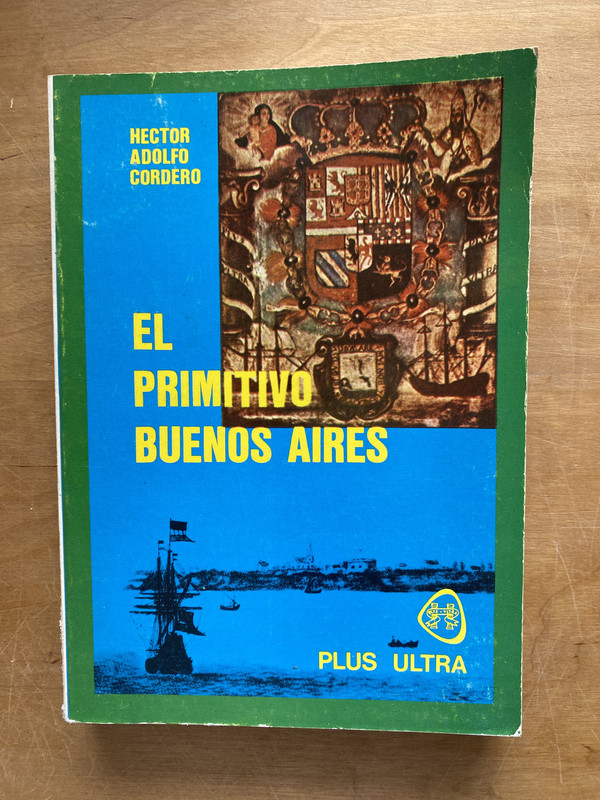 HECTOR
ADOLFO
CORDERO
EL
PRIMITIVO
BUENOS AIRES
PLUS ULTRA